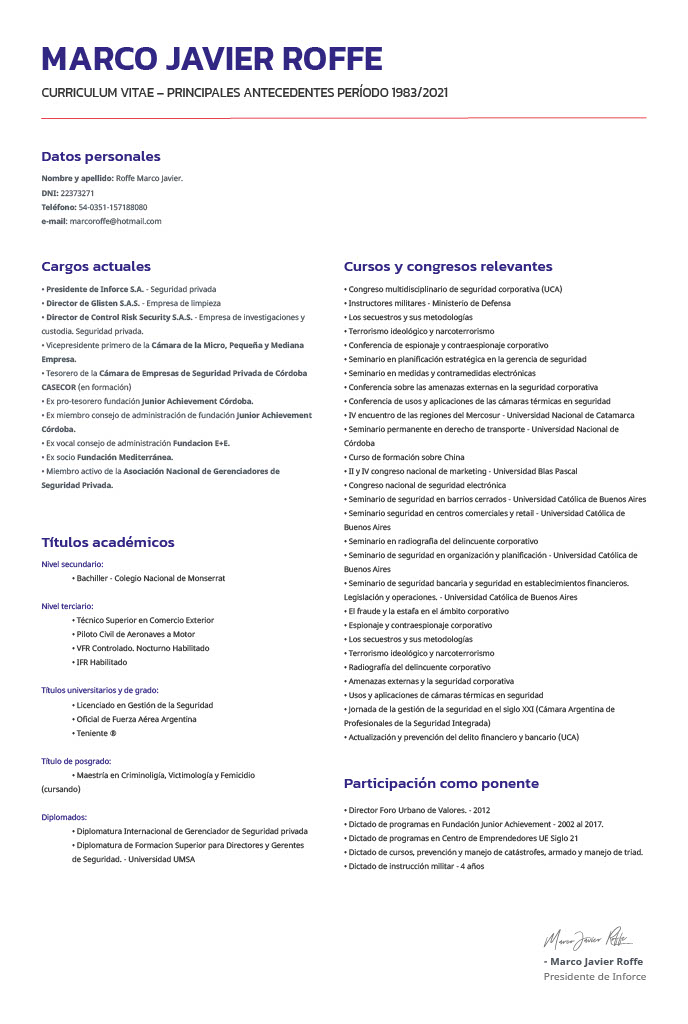 MARCO JAVIER ROFFE
CURRICULUM VITAE – PRINCIPALES ANTECEDENTES PERÍODO 1983/2021
Datos personales
Nombre y apellido: Roffe Marco Javier.
DNI: 22373271
Teléfono: 54-0351-157188080
e-mail: marcoroffe@hotmail.com
Cargos actuales
• Presidente de Inforce S.A. - Seguridad privada
• Director de Glisten S.A.S. - Empresa de limpieza
• Director de Control Risk Security S.A.S. - Empresa de investigaciones y
custodia. Seguridad privada.
• Vicepresidente primero de la Cámara de la Micro, Pequeña y Mediana
Empresa.
• Tesorero de la Cámara de Empresas de Seguridad Privada de Córdoba
CASECOR (en formación)
• Ex pro-tesorero fundación Junior Achievement Córdoba.
• Ex miembro consejo de administración de fundación Junior Achievement
Córdoba.
• Ex vocal consejo de administración Fundacion E+E.
• Ex socio Fundación Mediterránea.
• Miembro activo de la Asociación Nacional de Gerenciadores de
Seguridad Privada.
Títulos académicos
Nivel secundario:
• Bachiller - Colegio Nacional de Monserrat
Nivel terciario:
• Técnico Superior en Comercio Exterior
• Piloto Civil de Aeronaves a Motor
• VFR Controlado. Nocturno Habilitado
• IFR Habilitado
Títulos universitarios y de grado:
• Licenciado en Gestión de la Seguridad
• Oficial de Fuerza Aérea Argentina
• Teniente ®
Título de posgrado:
• Maestría en Criminoligía, Victimología y Femicidio
(cursando)
Diplomados:
• Diplomatura Internacional de Gerenciador de Seguridad privada
• Diplomatura de Formacion Superior para Directores y Gerentes
de Seguridad. - Universidad UMSA
Cursos y congresos relevantes
• Congreso multidisciplinario de seguridad corporativa (UCA)
• Instructores militares - Ministerio de Defensa
• Los secuestros y sus metodologías
• Terrorismo ideológico y narcoterrorismo
• Conferencia de espionaje y contraespionaje corporativo
• Seminario en planificación estratégica en la gerencia de seguridad
• Seminario en medidas y contramedidas electrónicas
• Conferencia sobre las amenazas externas en la seguridad corporativa
• Conferencia de usos y aplicaciones de las cámaras térmicas en seguridad
• IV encuentro de las regiones del Mercosur - Universidad Nacional de Catamarca
• Seminario permanente en derecho de transporte - Universidad Nacional de
Córdoba
• Curso de formación sobre China
• II y IV congreso nacional de marketing - Universidad Blas Pascal
• Congreso nacional de seguridad electrónica
• Seminario de seguridad en barrios cerrados - Universidad Católica de Buenos Aires
• Seminario seguridad en centros comerciales y retail - Universidad Católica de
Buenos Aires
• Seminario en radiografía del delincuente corporativo
• Seminario de seguridad en organización y planificación - Universidad Católica de
Buenos Aires
• Seminario de seguridad bancaria y seguridad en establecimientos financieros.
Legislación y operaciones. - Universidad Católica de Buenos Aires
• El fraude y la estafa en el ámbito corporativo
• Espionaje y contraespionaje corporativo
• Los secuestros y sus metodologías
• Terrorismo ideológico y narcoterrorismo
• Radiografía del delincuente corporativo
• Amenazas externas y la seguridad corporativa
• Usos y aplicaciones de cámaras térmicas en seguridad
• Jornada de la gestión de la seguridad en el siglo XXI (Cámara Argentina de
Profesionales de la Seguridad Integrada)
• Actualización y prevención del delito financiero y bancario (UCA)
Participación como ponente
• Director Foro Urbano de Valores. - 2012
• Dictado de programas en Fundación Junior Achievement - 2002 al 2017.
• Dictado de programas en Centro de Emprendedores UE Siglo 21
• Dictado de cursos, prevención y manejo de catástrofes, armado y manejo de triad.
• Dictado de instrucción militar - 4 años
Marco Javier Roffe
- Marco Javier Roffe
Presidente de Inforce